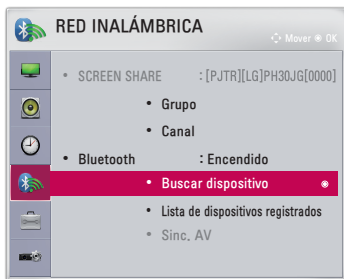 RED INALÁMBRICA
Mover OK
• SCREEN SHARE : [PJTR][LG]PH30JG[0000]
• Grupo
• Canal
• Bluetooth : Encendido
• Buscar dispositivo
• Lista de dispositivos registrados
• Sinc. AV